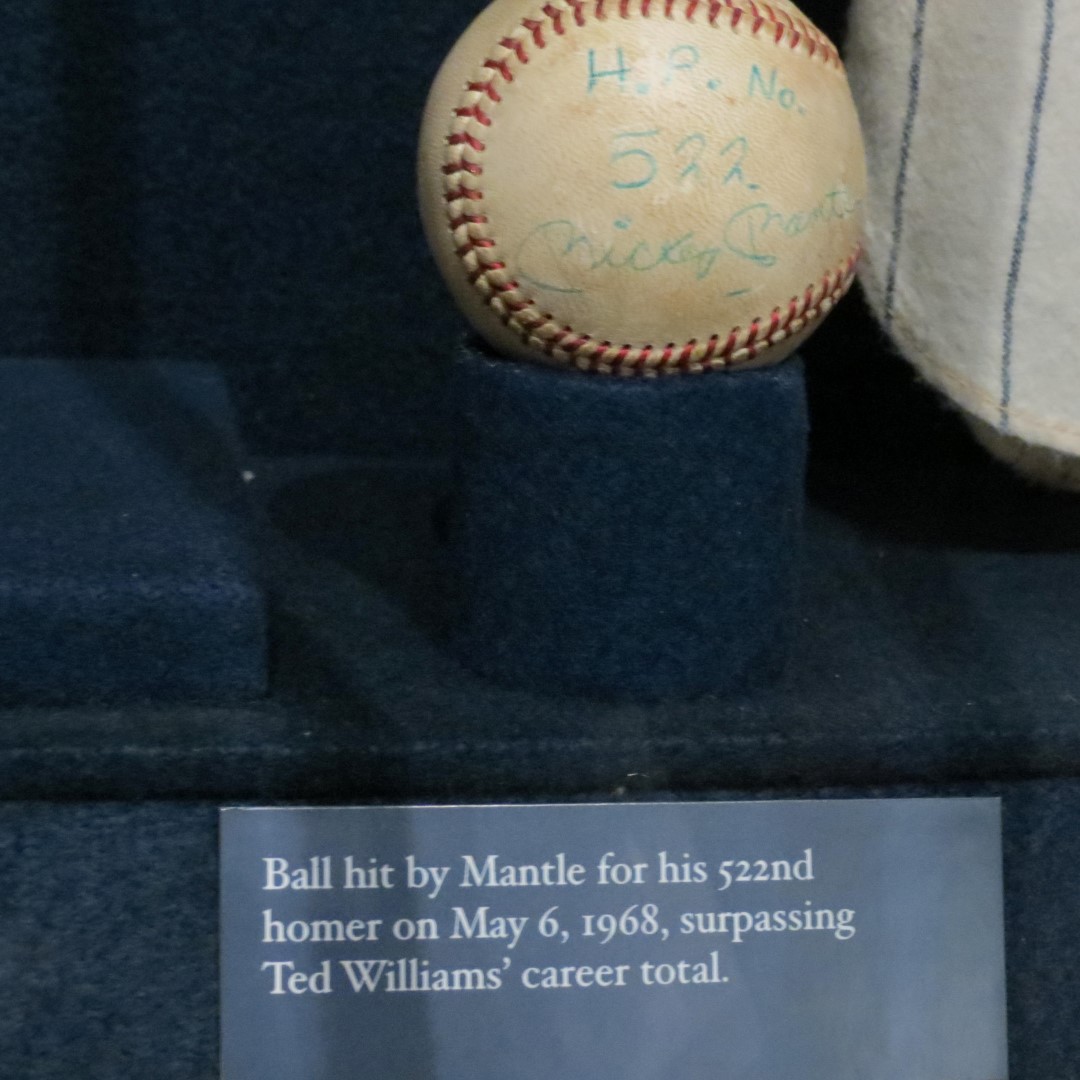 H.R. No.
522
Mickey Mantle
Ball hit by Mantle for his 522nd
homer on May 6, 1968, surpassing
Ted Williams’ career total.